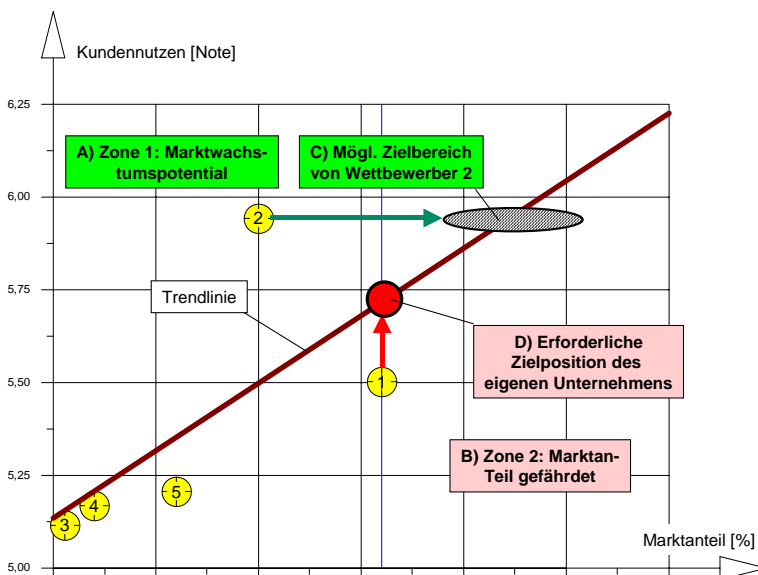 Kundennutzen [Note]
6,25
A) Zone 1: Marktwachs-
tumspotential
C) Mögl. Zielbereich
von Wettbewerber 2
6,00
2
5,75
Trendlinie
D) Erforderliche
Zielposition des
eigenen Unternehmens
5,50
1
B) Zone 2: Marktan-
Teil gefährdet
5,25
5
4
3
Marktanteil [%]
5,00